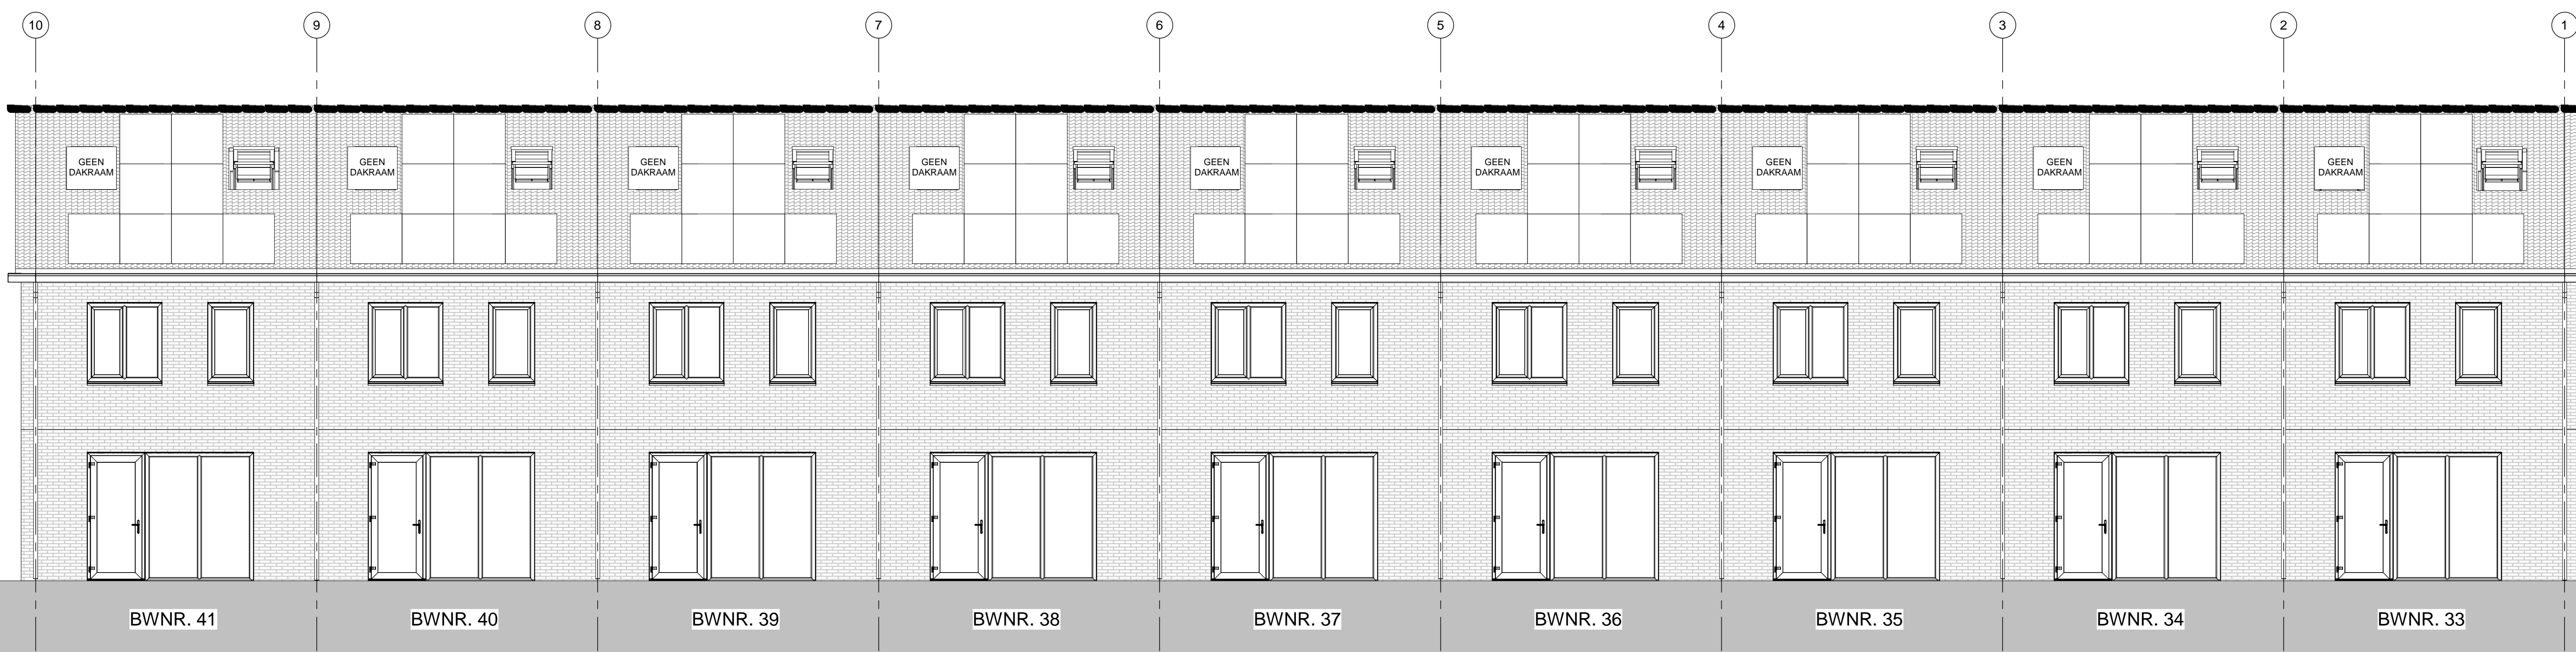 10 9 8 7 6 5 4 3 2 1
GEEN GEEN GEEN GEEN GEEN GEEN GEEN GEEN GEEN
DAKRAAM DAKRAAM DAKRAAM DAKRAAM DAKRAAM DAKRAAM DAKRAAM DAKRAAM DAKRAAM
BWNR. 41 BWNR. 40 BWNR. 39 BWNR. 38 BWNR. 37 BWNR. 36 BWNR. 35 BWNR. 34 BWNR. 33